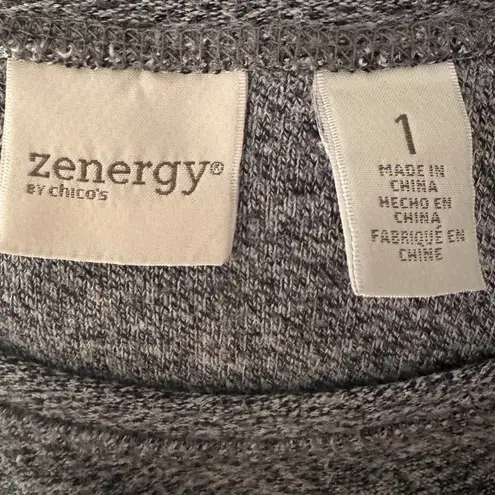 zenergy®
BY chico's
1
MADE IN
CHINA
HECHO EN
CHINA
FABRIQUÉ EN
CHINE